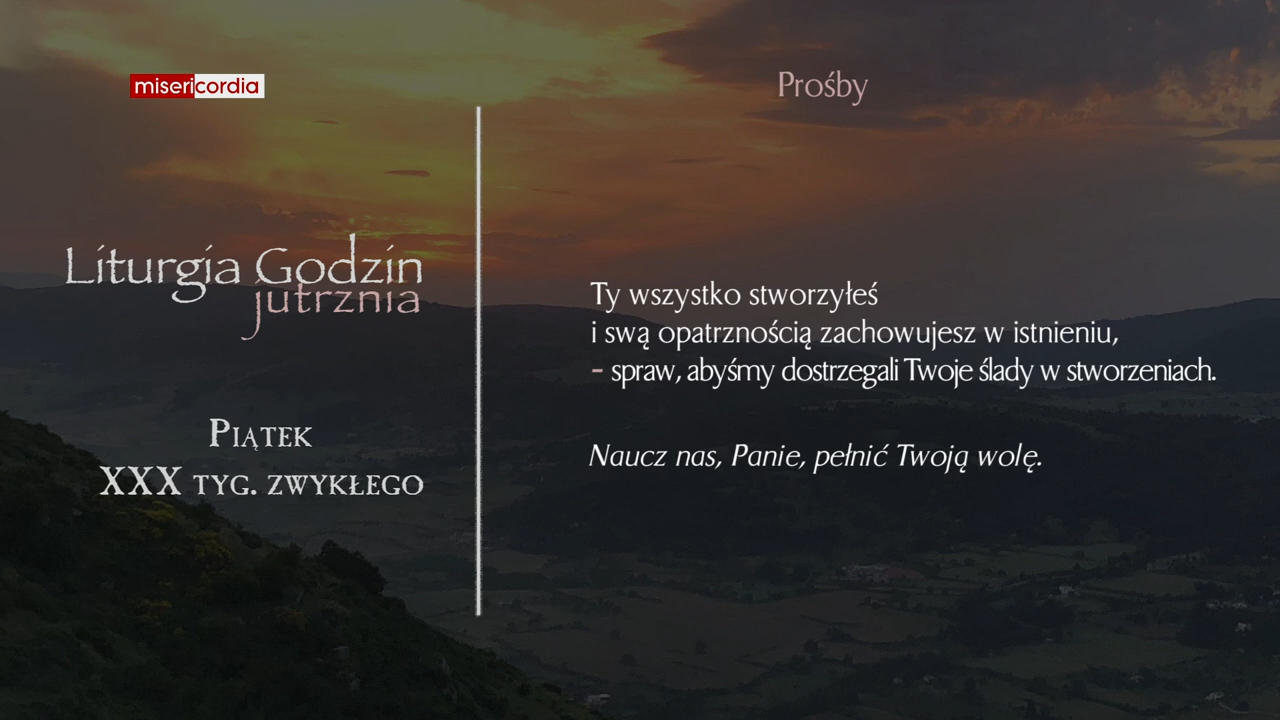 misericordia
Liturgia Godzin
jutrznia
Piątek
XXX tyg. zwykłego
Prośby
Ty wszystko stworzyłeś
i swą opatrznością zachowujesz w istnieniu,
- spraw, abyśmy dostrzegali Twoje ślady w stworzeniach.
Naucz nas, Panie, pełnić Twoją wolę.